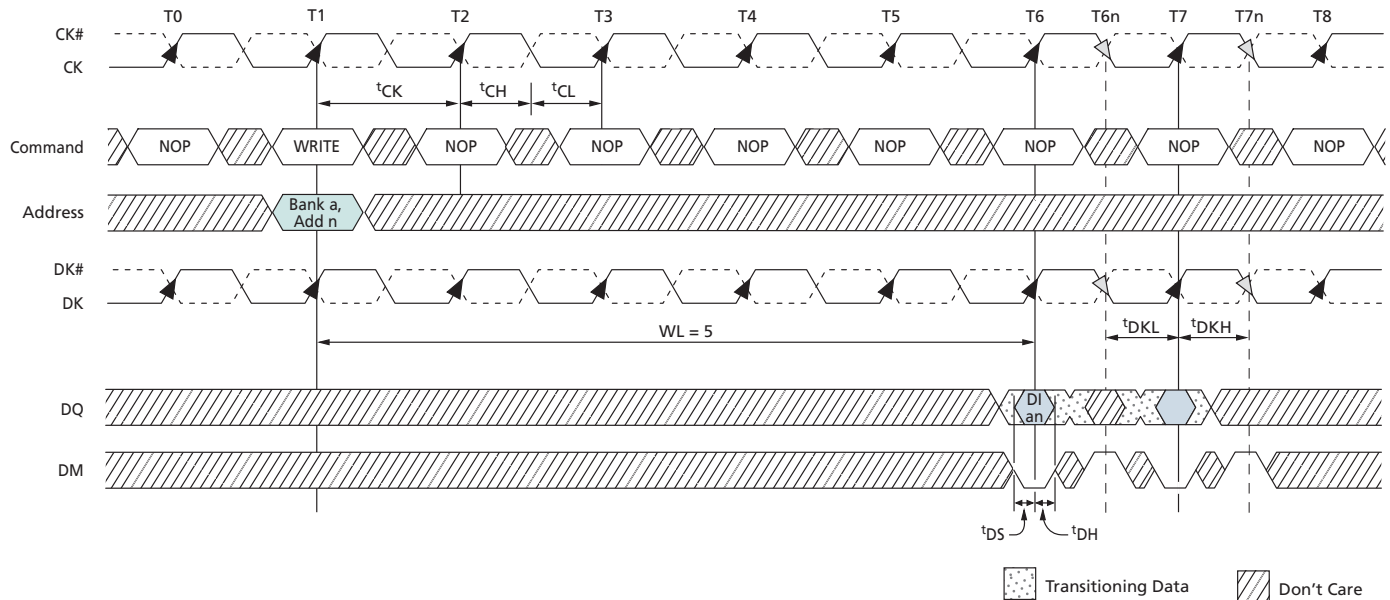 T0 T1 T2 T3 T4 T5 T6 T6n T7 T7n T8
CK#
CK
tCK tCH tCL
Command NOP WRITE NOP NOP NOP NOP NOP NOP NOP
Address Bank a,
Add n
DK#
DK
WL = 5 tDKL tDKH
DQ DI
an
DM
tDS tDH
Transitioning Data Don't Care